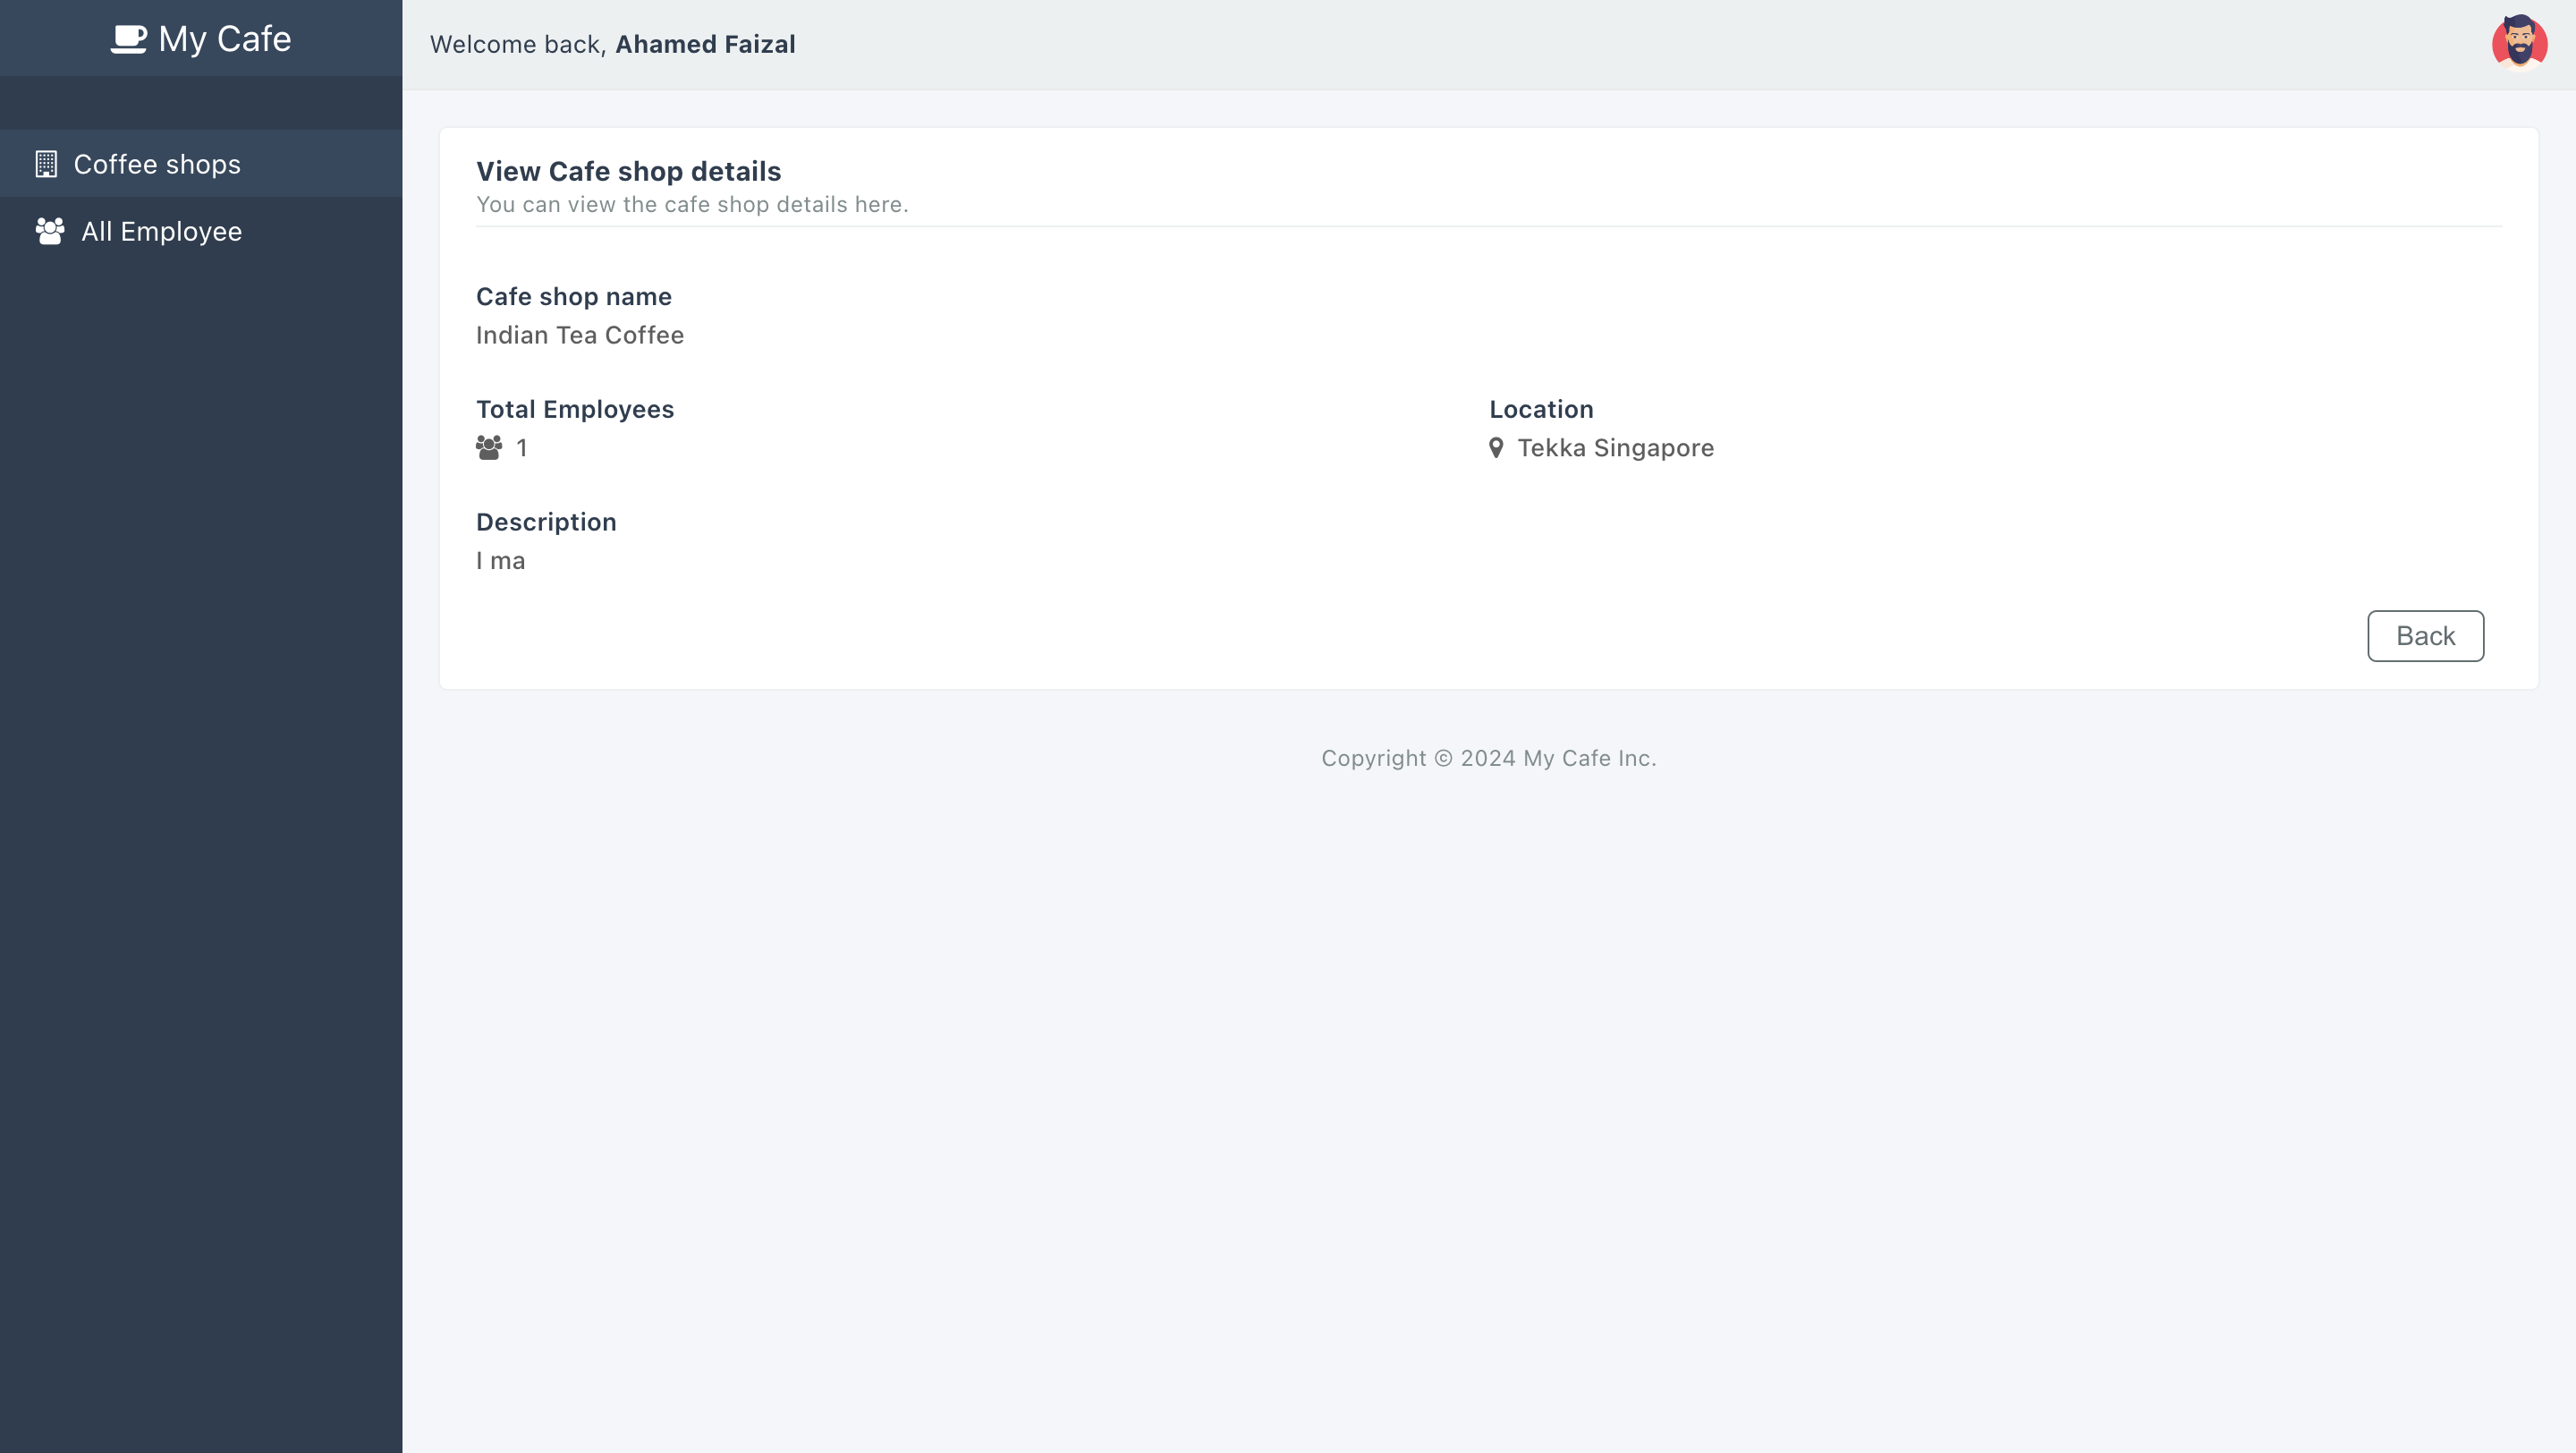 My Cafe
Welcome back, Ahamed Faizal
Coffee shops
All Employee
View Cafe shop details
You can view the cafe shop details here.
Cafe shop name
Indian Tea Coffee
Total Employees
1
Location
Tekka Singapore
Description
I ma
Back
Copyright © 2024 My Cafe Inc.